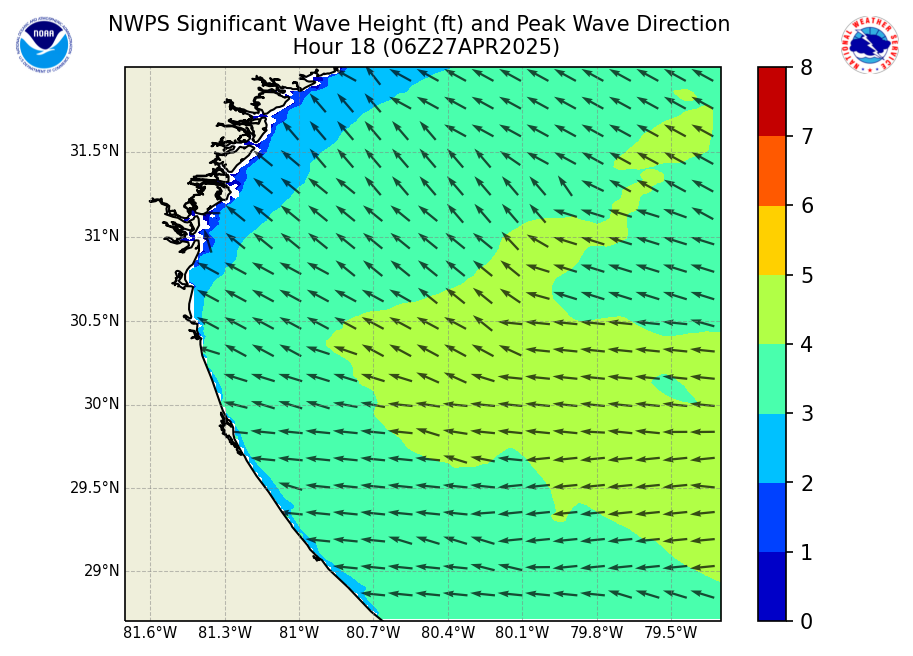 NWPS Significant Wave Height (ft) and Peak Wave Direction
Hour 18 (06Z27APR2025)
NOAA
NATIONAL WEATHER SERVICE
31.5°N
31°N
30.5°N
30°N
29.5°N
29°N
81.6°W 81.3°W 81°W 80.7°W 80.4°W 80.1°W 79.8°W 79.5°W
8
7
6
5
4
3
2
1
0